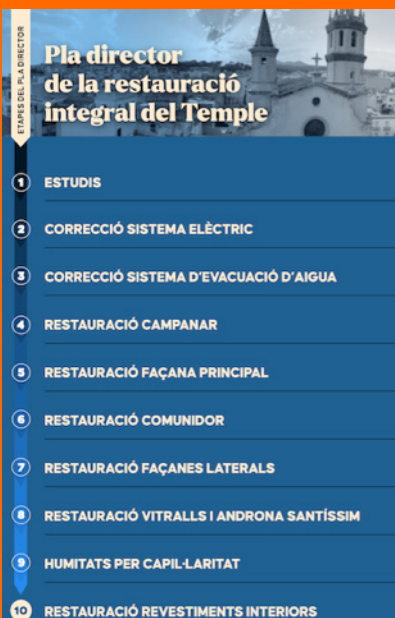 ETAPES DEL PLA DIRECTOR
Pla director
de la restauració
integral del Temple
1 ESTUDIS
2 CORRECCIÓ SISTEMA ELÈCTRIC
3 CORRECCIÓ SISTEMA D'EVACUACIÓ D'AIGUA
4 RESTAURACIÓ CAMPANAR
5 RESTAURACIÓ FAÇANA PRINCIPAL
6 RESTAURACIÓ COMUNIDOR
7 RESTAURACIÓ FAÇANES LATERALS
8 RESTAURACIÓ VITRALLS I ANDRONA SANTÍSSIM
9 HUMITATS PER CAPIL·LARITAT
10 RESTAURACIÓ REVESTIMENTS INTERIORS